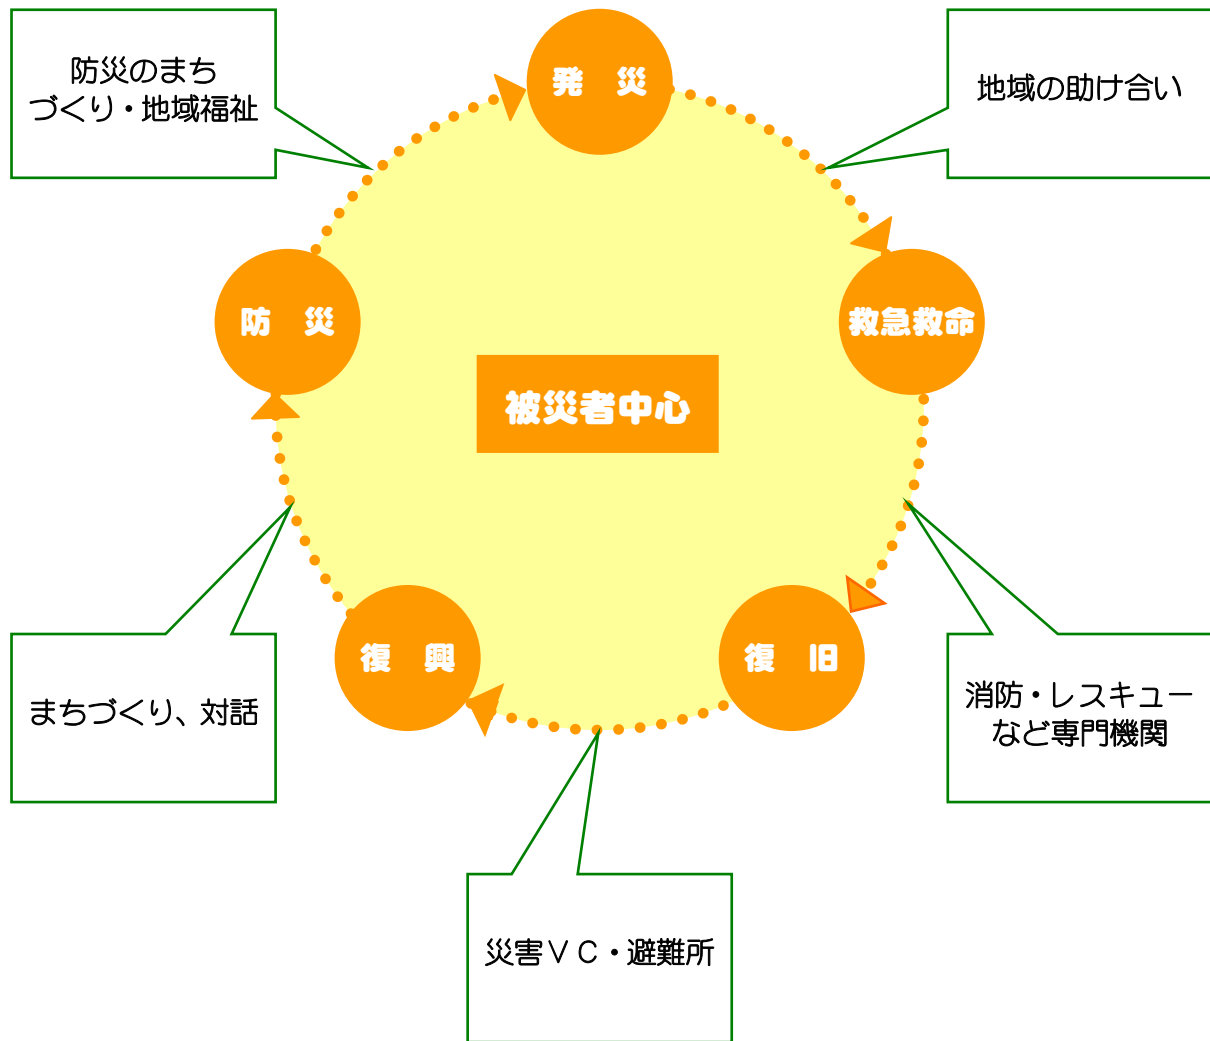 防災のまち
づくり・地域福祉
発　災
地域の助け合い
防　災
救急救命
被災者中心
復　興
復　旧
まちづくり、対話
消防・レスキュー
など専門機関
災害ＶＣ・避難所